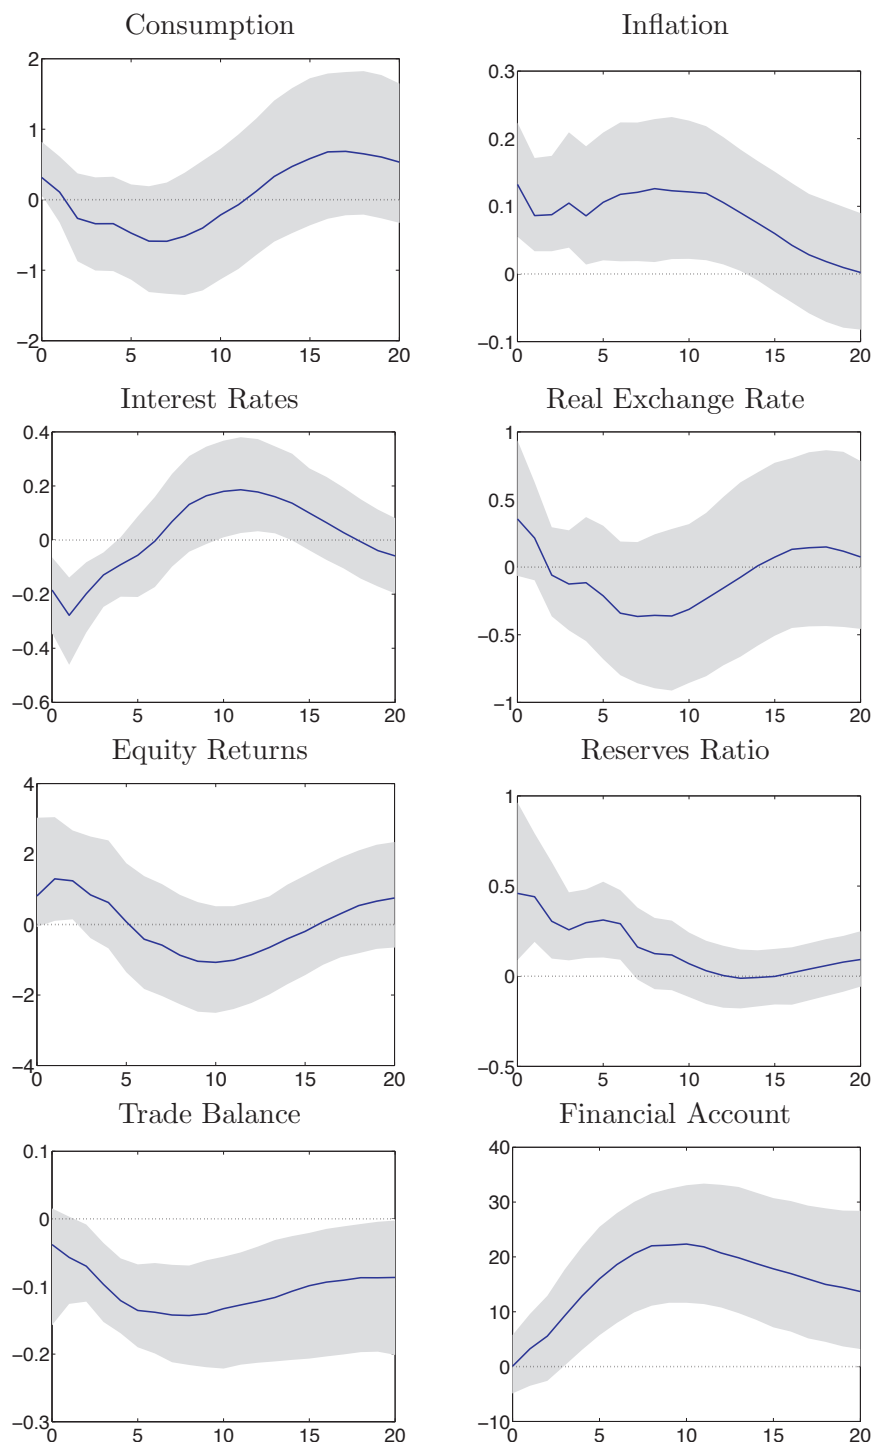 Consumption
2
1
0
−1
−2
0 5 10 15 20
Inflation
0.3
0.2
0.1
0
−0.1
0 5 10 15 20
Interest Rates
0.4
0.2
0
−0.2
−0.4
−0.6
0 5 10 15 20
Real Exchange Rate
1
0.5
0
−0.5
−1
0 5 10 15 20
Equity Returns
4
2
0
−2
−4
0 5 10 15 20
Reserves Ratio
1
0.5
0
−0.5
0 5 10 15 20
Trade Balance
0.1
0
−0.1
−0.2
−0.3
0 5 10 15 20
Financial Account
40
30
20
10
0
−10
0 5 10 15 20